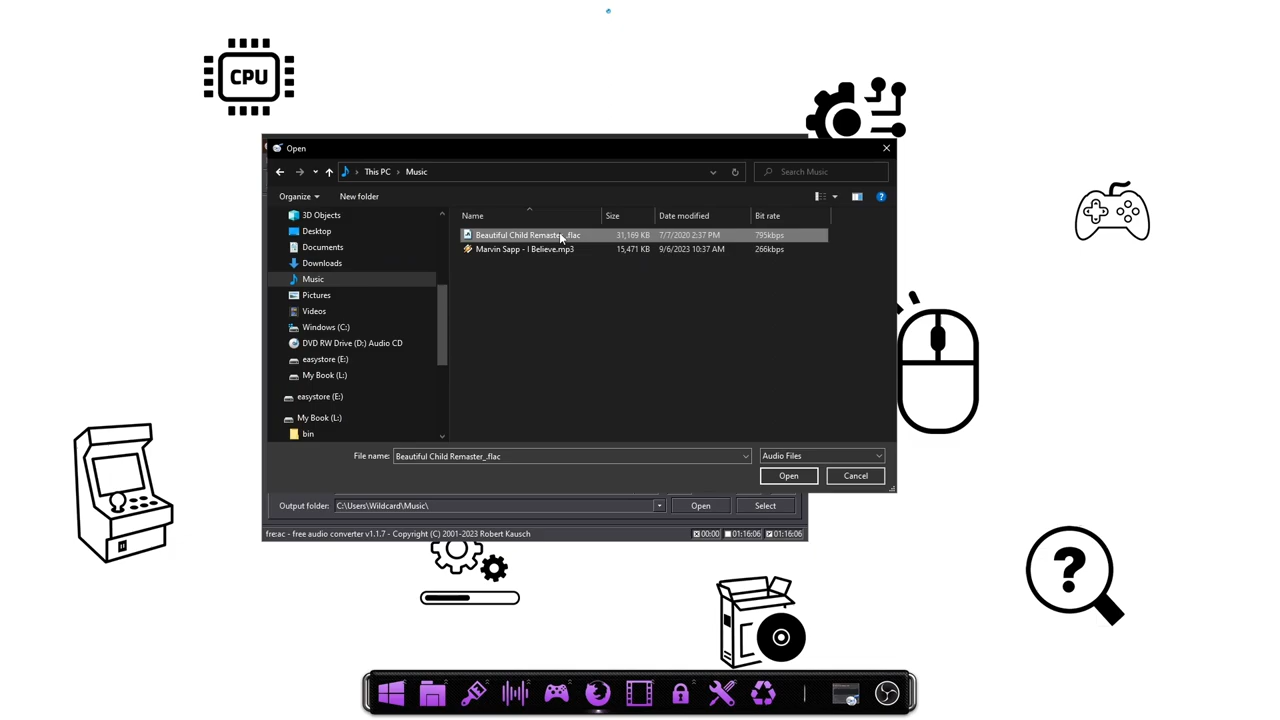 CPU
Open
This PC > Music
Search Music
Organize
New folder
?
3D Objects
Desktop
Documents
Downloads
Music
Pictures
Videos
Windows (C:)
DVD RW Drive (D:) Audio CD
easystore (E:)
My Book (L:)
easystore (E:)
My Book (L:)
bin
Name Size Date modified Bit rate
Beautiful Child Remaster_.flac 31,169 KB 7/7/2020 2:37 PM 795kbps
Marvin Sapp - I Believe.mp3 15,471 KB 9/6/2023 10:37 AM 266kbps
File name: Beautiful Child Remaster_.flac Audio Files
Open Cancel
Output folder: C:\Users\Wildcard\Music\ Open Select
fre:ac - free audio converter v1.1.7 - Copyright (C) 2001-2023 Robert Kausch 00:00 01:16:06 01:16:06
?